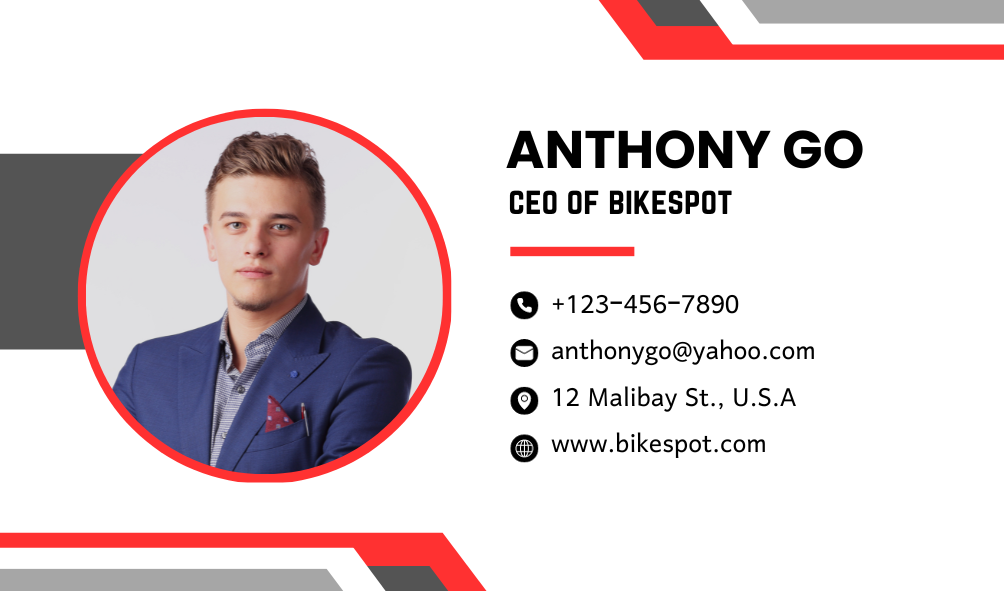 ANTHONY GO
CEO OF BIKESPOT
+123-456-7890
anthonygo@yahoo.com
12 Malibay St., U.S.A
www.bikespot.com